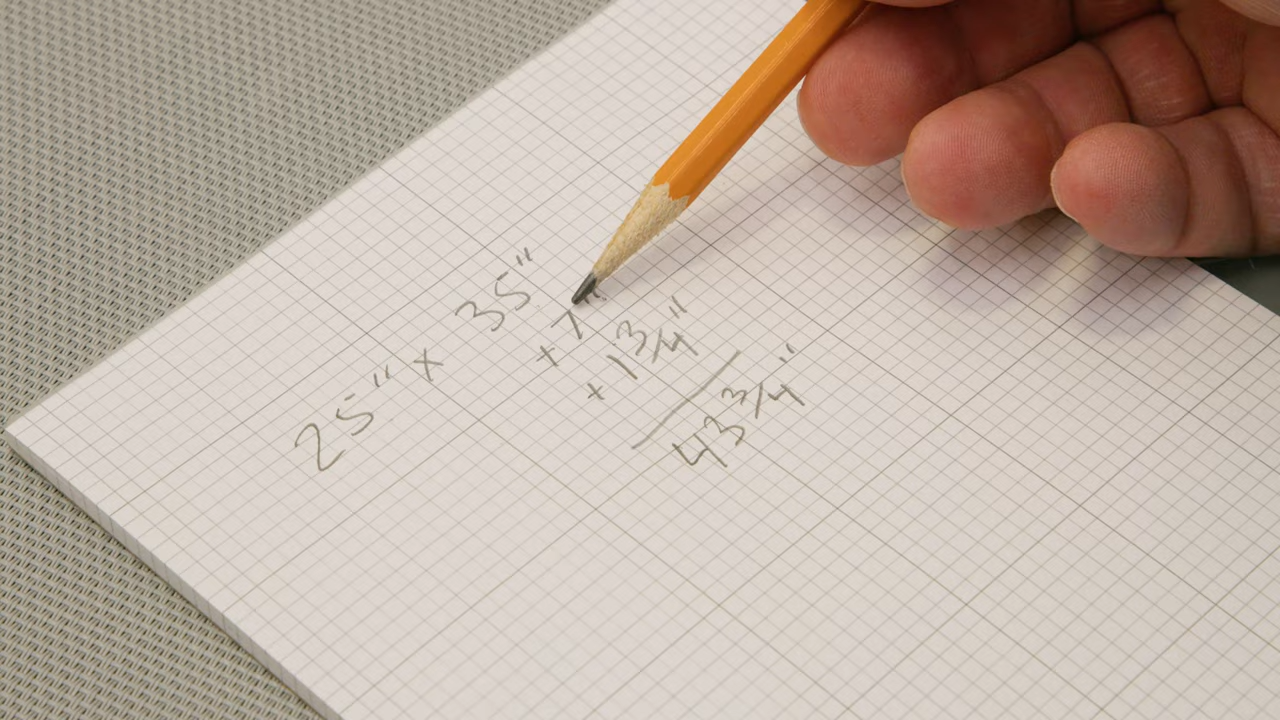 25" x 35"
+ 7"
+ 1 3/4"
43 3/4"